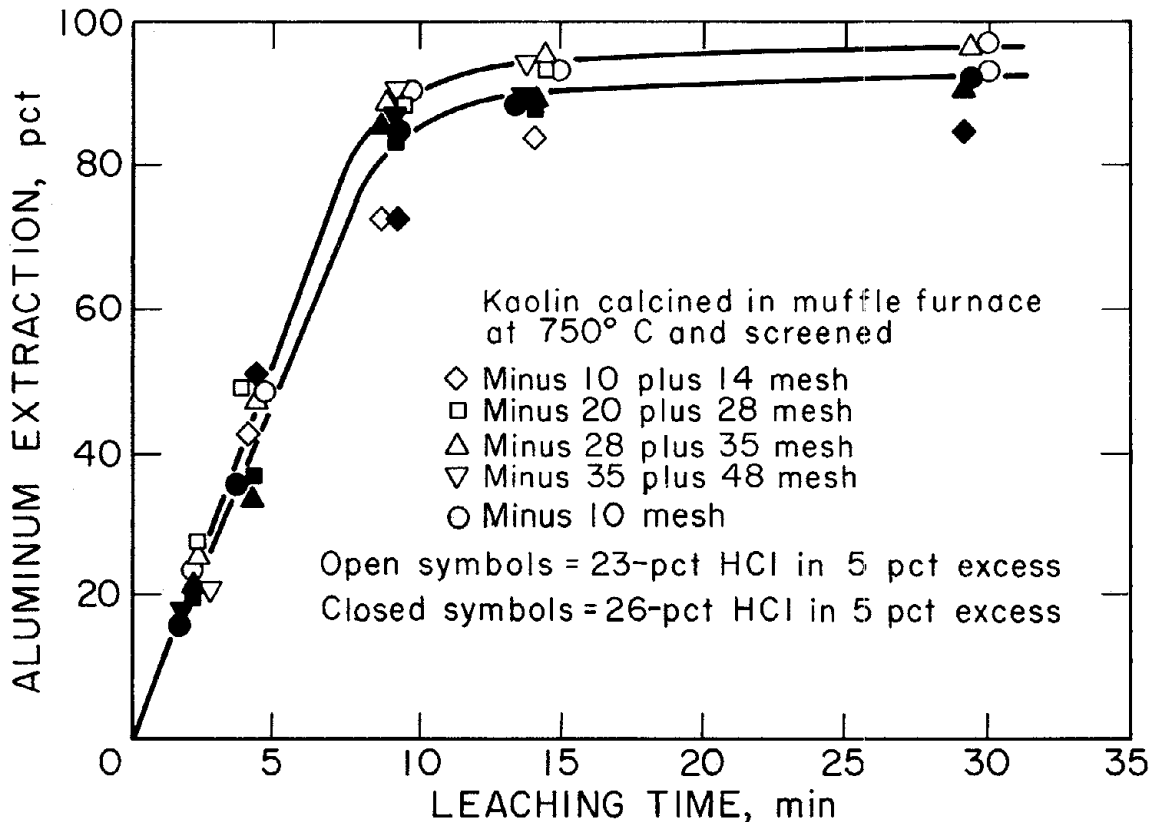 100
80
60
40
20
0
5
10
15
20
25
30
35
ALUMINUM EXTRACTION, pct
LEACHING TIME, min
Kaolin calcined in muffle furnace
at 750° C and screened
Minus 10 plus 14 mesh
Minus 20 plus 28 mesh
Minus 28 plus 35 mesh
Minus 35 plus 48 mesh
Minus 10 mesh
Open symbols = 23-pct HCl in 5 pct excess
Closed symbols = 26-pct HCl in 5 pct excess